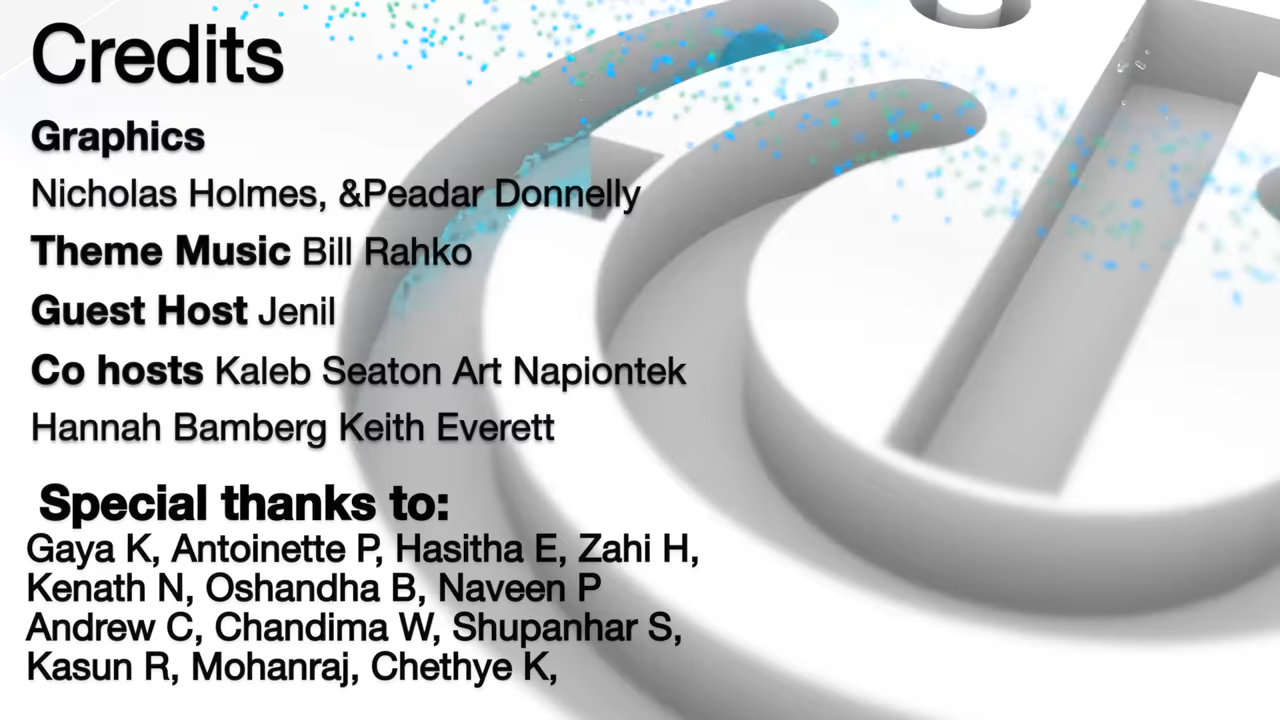 Credits
Graphics
Nicholas Holmes, &Peadar Donnelly
Theme Music Bill Rahko
Guest Host Jenil
Co hosts Kaleb Seaton Art Napiontek
Hannah Bamberg Keith Everett
Special thanks to:
Gaya K, Antoinette P, Hasitha E, Zahi H,
Kenath N, Oshandha B, Naveen P
Andrew C, Chandima W, Shupanhar S,
Kasun R, Mohanraj, Chethye K,